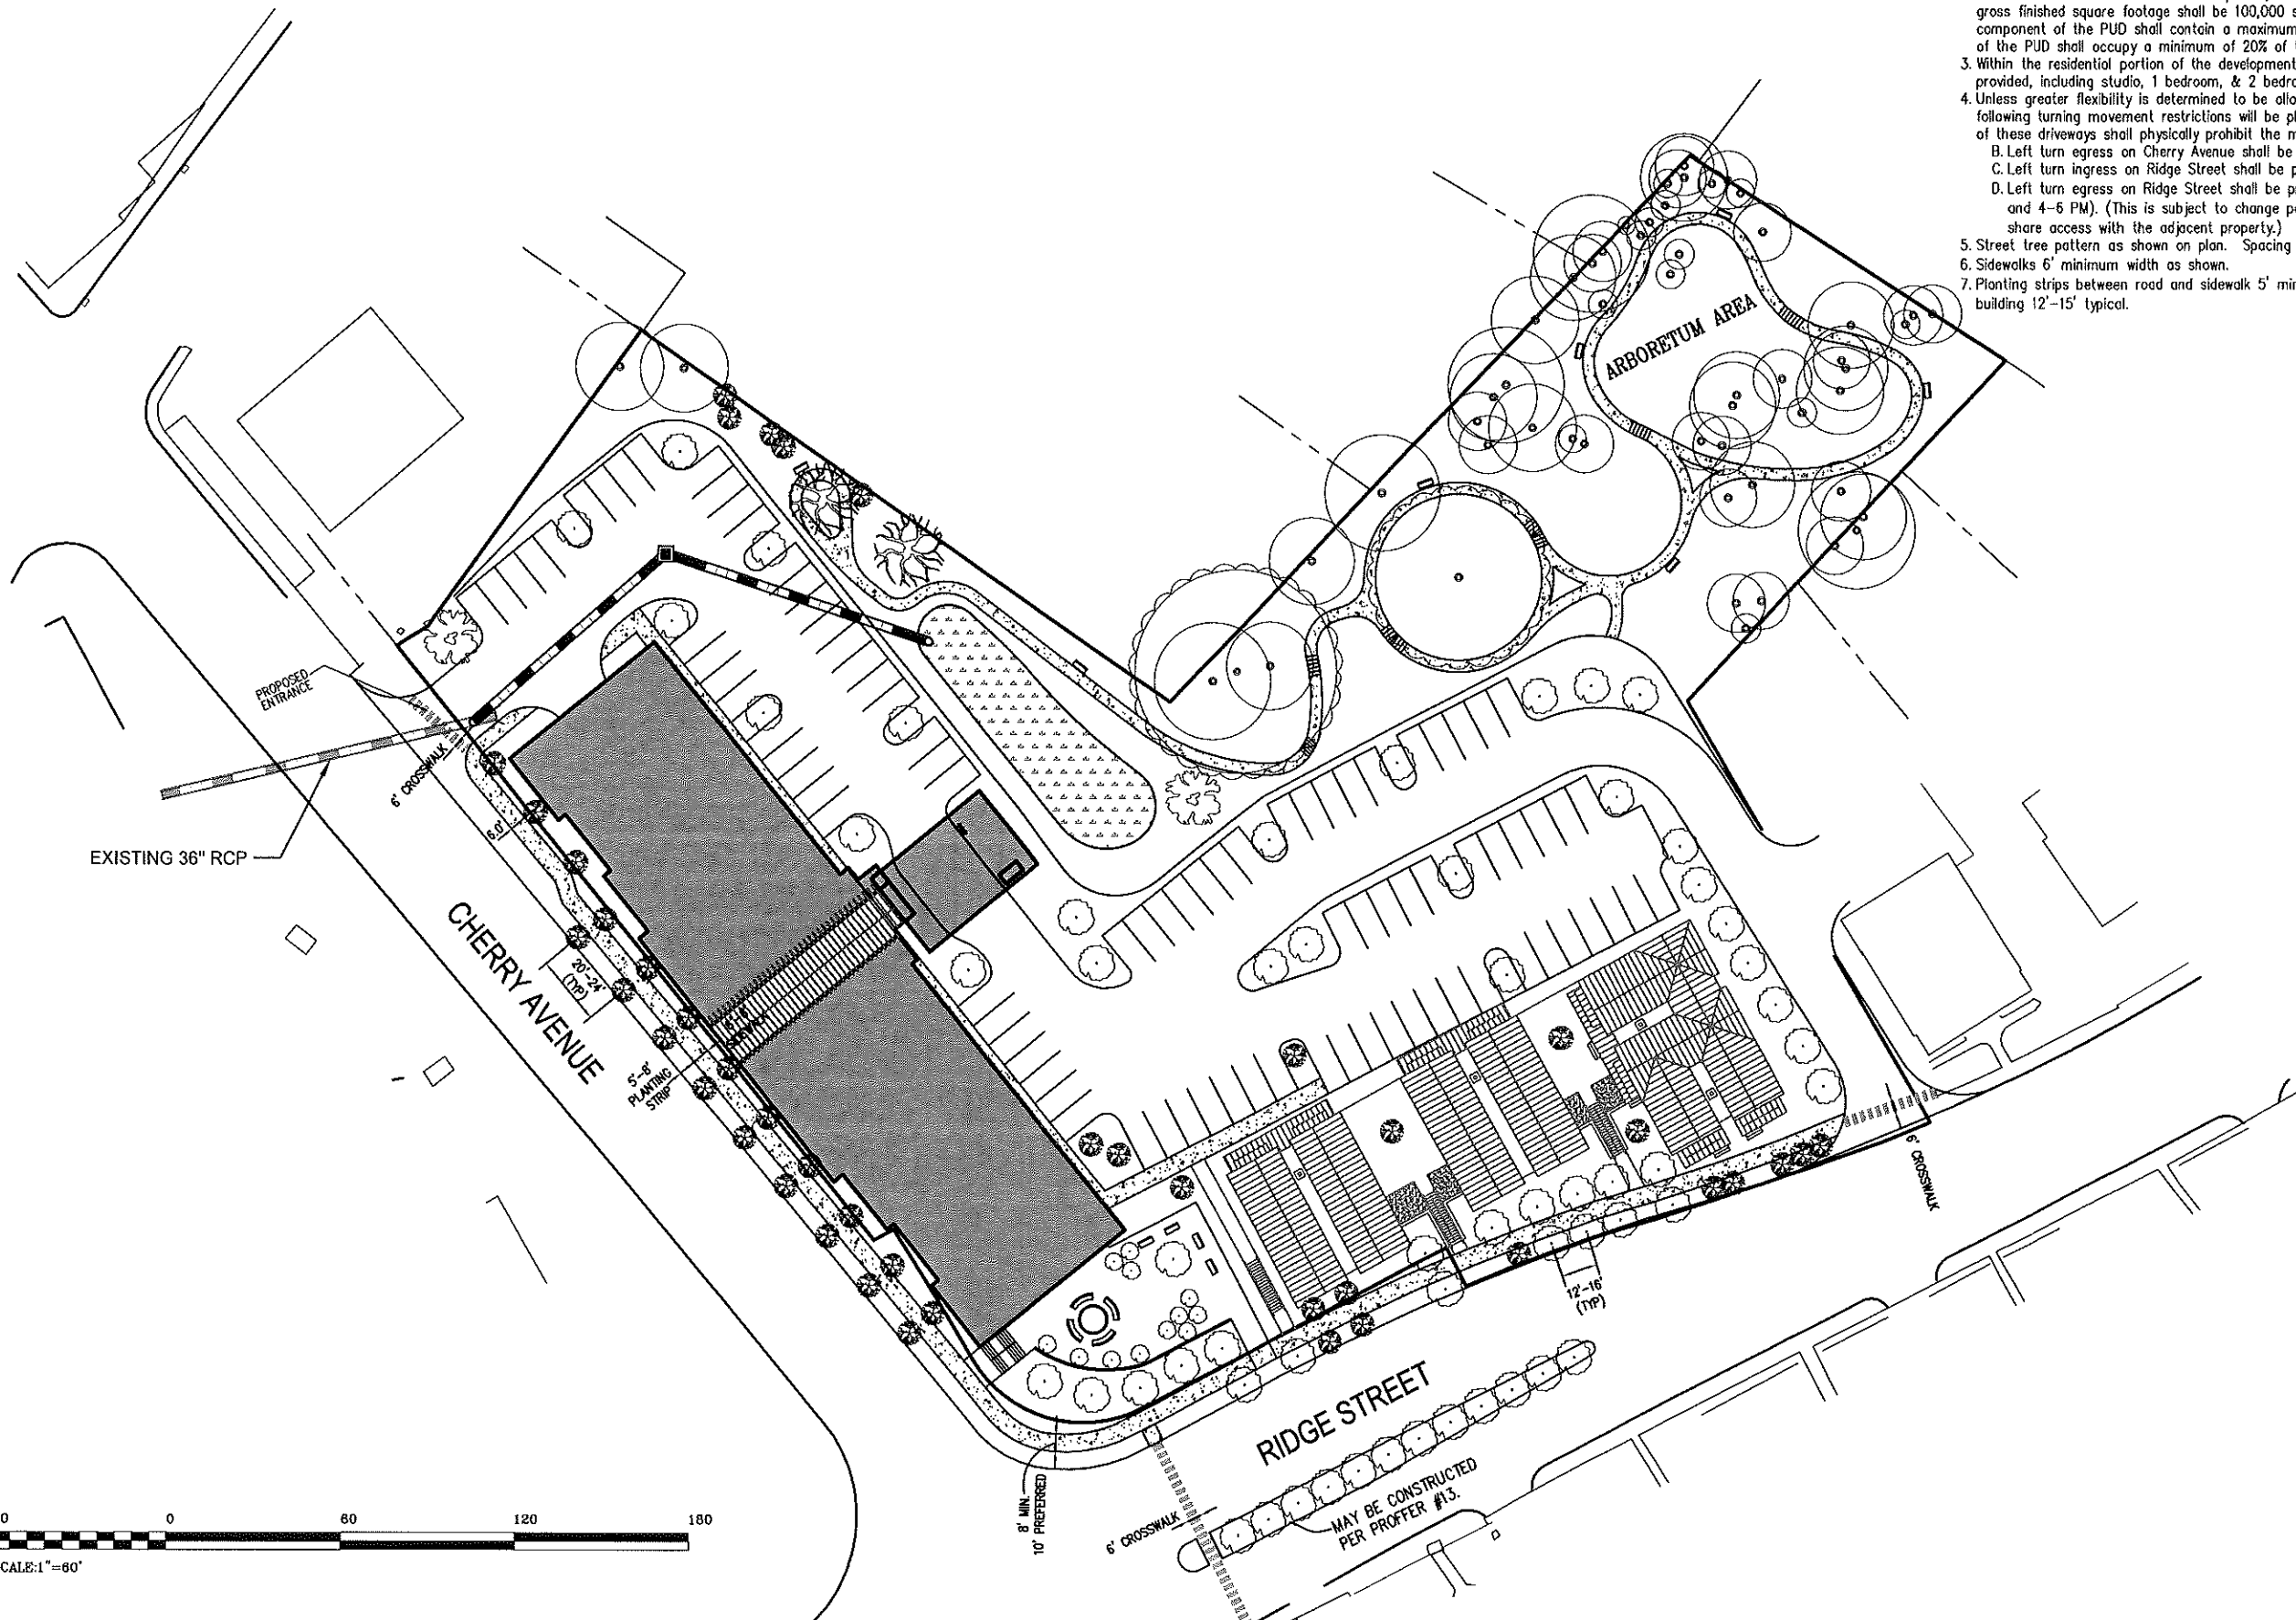 gross finished square footage shall be 100,000
component of the PUD shall contain a maximum
of the PUD shall occupy a minimum of 20% of
3. Within the residential portion of the development
provided, including studio, 1 bedroom, & 2
4. Unless greater flexibility is determined to be
following turning movement restrictions will be
of these driveways shall physically prohibit the
B. Left turn egress on Cherry Avenue shall be
C. Left turn ingress on Ridge Street shall be
D. Left turn egress on Ridge Street shall be
and 4-6 PM). (This is subject to change
share access with the adjacent property.)
5. Street tree pattern as shown on plan. Spacing
6. Sidewalks 6' minimum width as shown.
7. Planting strips between road and sidewalk 5'
building 12'-15' typical.
ARBORETUM AREA
PROPOSED
ENTRANCE
6' CROSSWALK
6.0'
EXISTING 36" RCP
CHERRY AVENUE
20'-24'
(TYP)
SIDEWALK
5'-8'
PLANTING
STRIP
6' CROSSWALK
12'-16'
(TYP)
RIDGE STREET
8' MIN.
10' PREFERRED
6' CROSSWALK
MAY BE CONSTRUCTED
PER PROFFER #13.
0 0 60 120 180
CALE:1"=60'